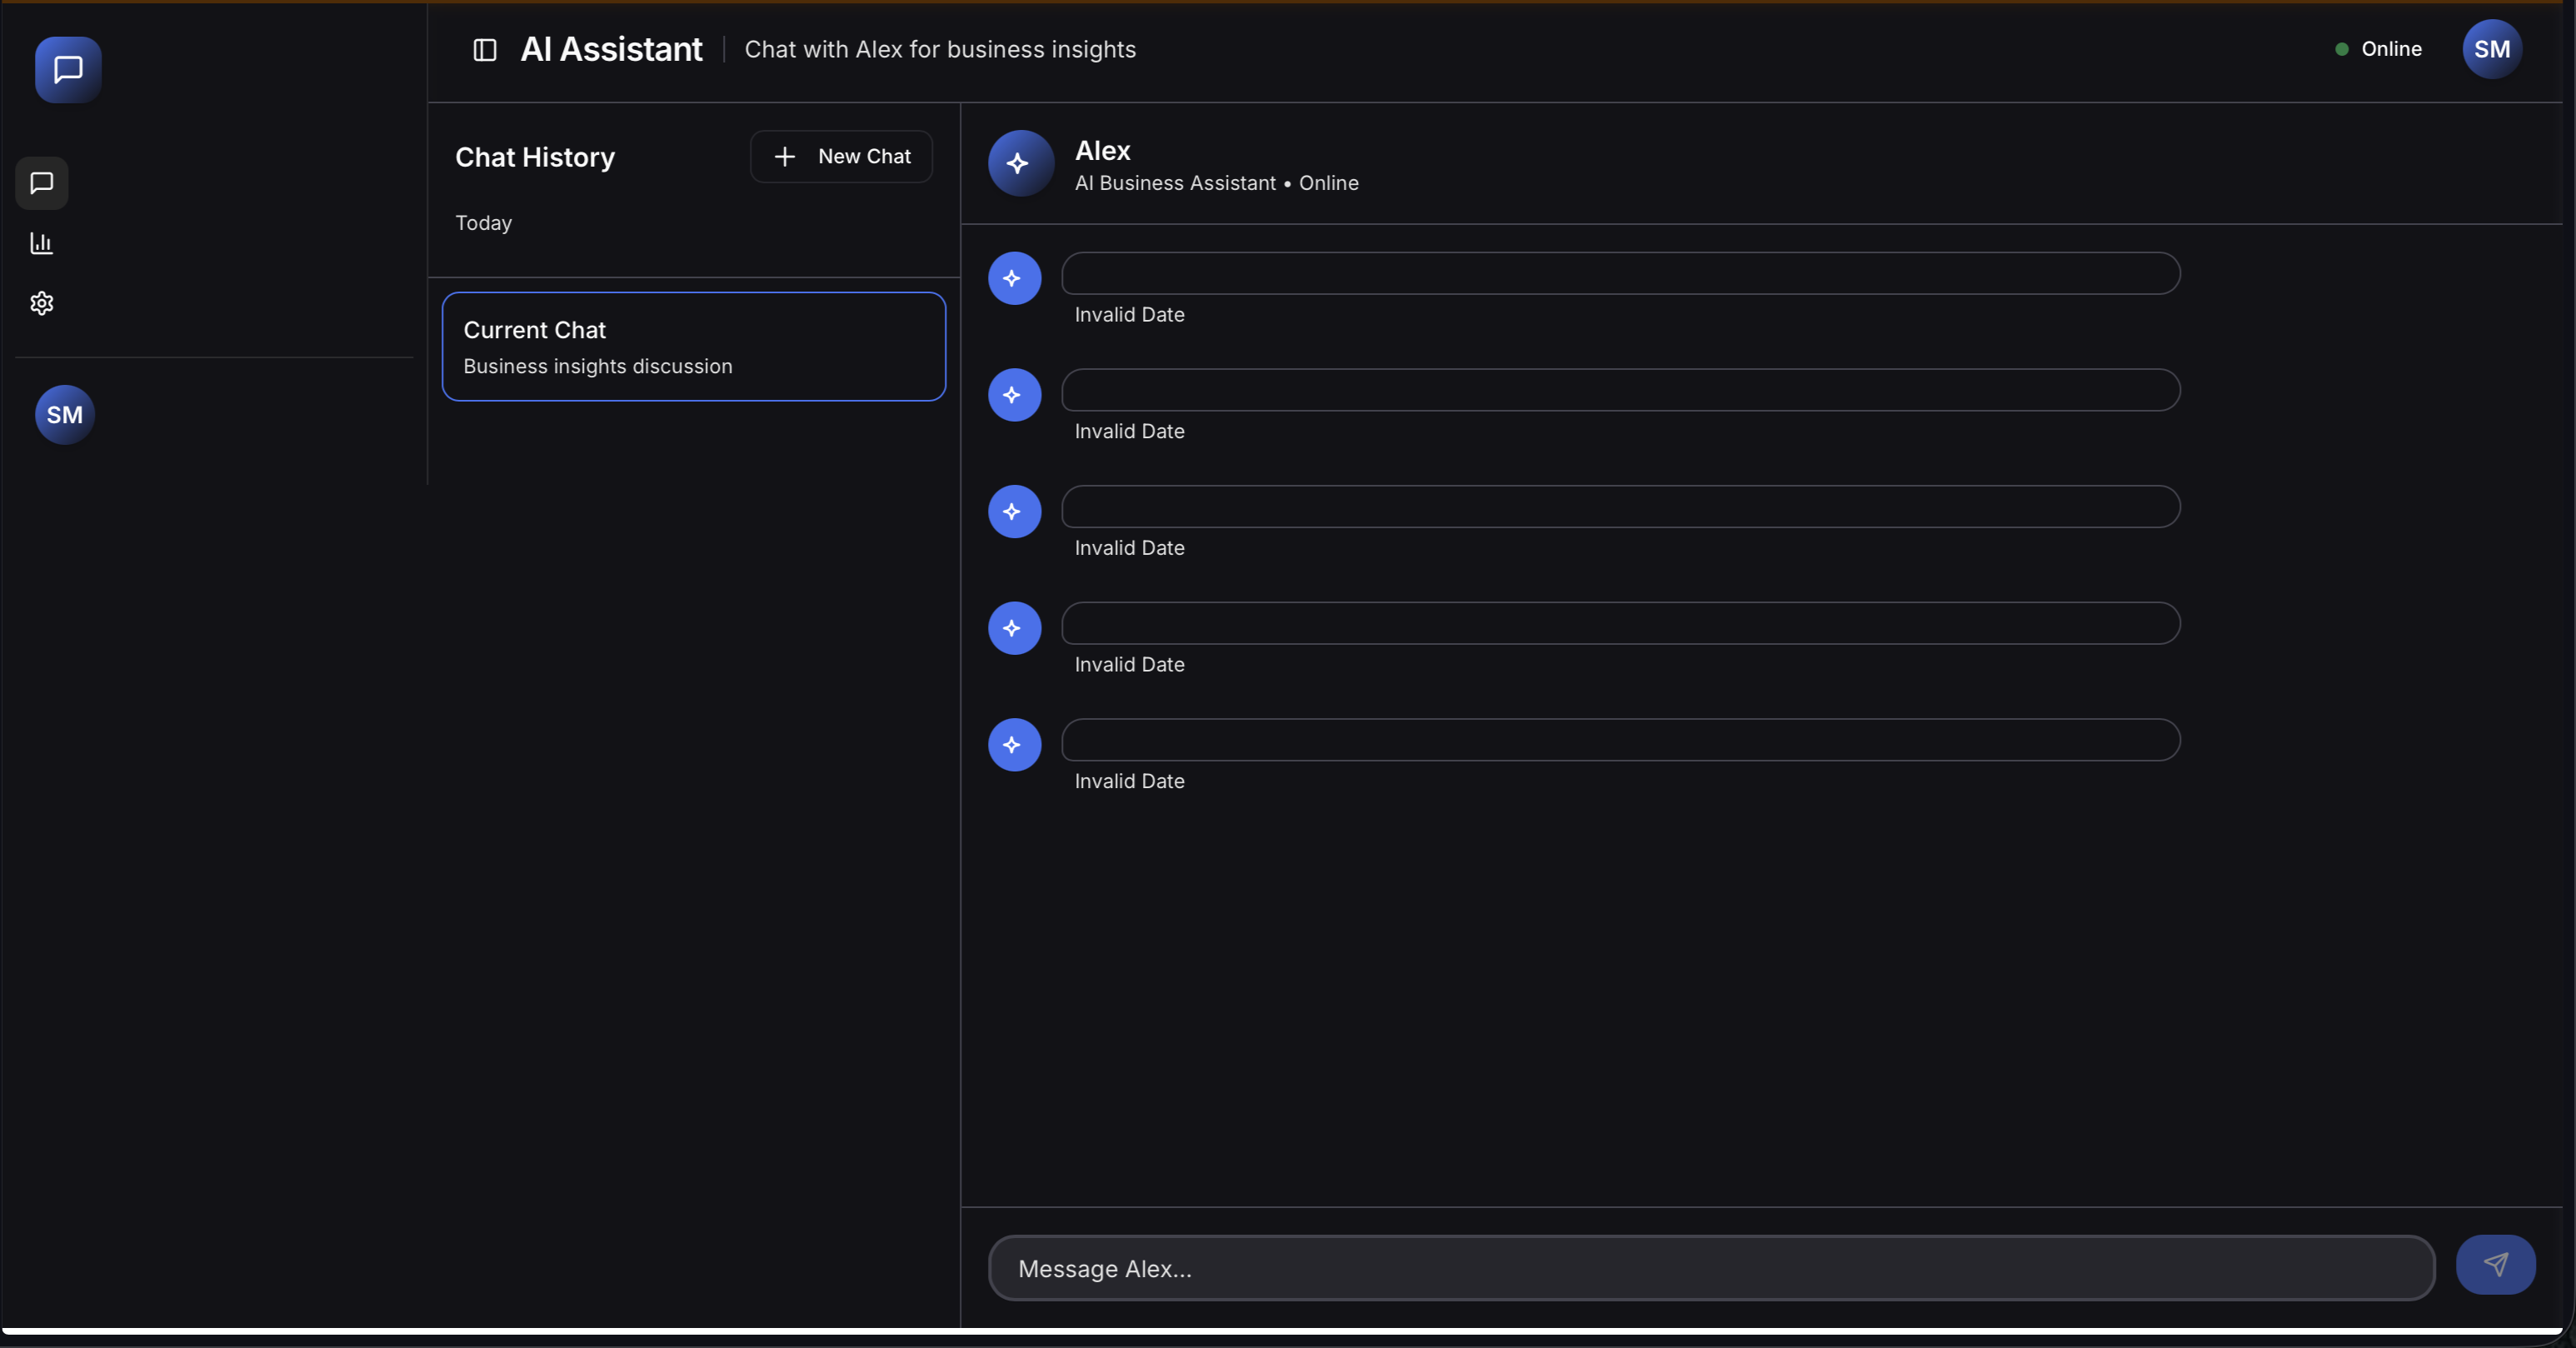 AI Assistant
Chat with Alex for business insights
Online
SM
Chat History
New Chat
Today
Current Chat
Business insights discussion
SM
Alex
AI Business Assistant • Online
Invalid Date
Invalid Date
Invalid Date
Invalid Date
Invalid Date
Message Alex...